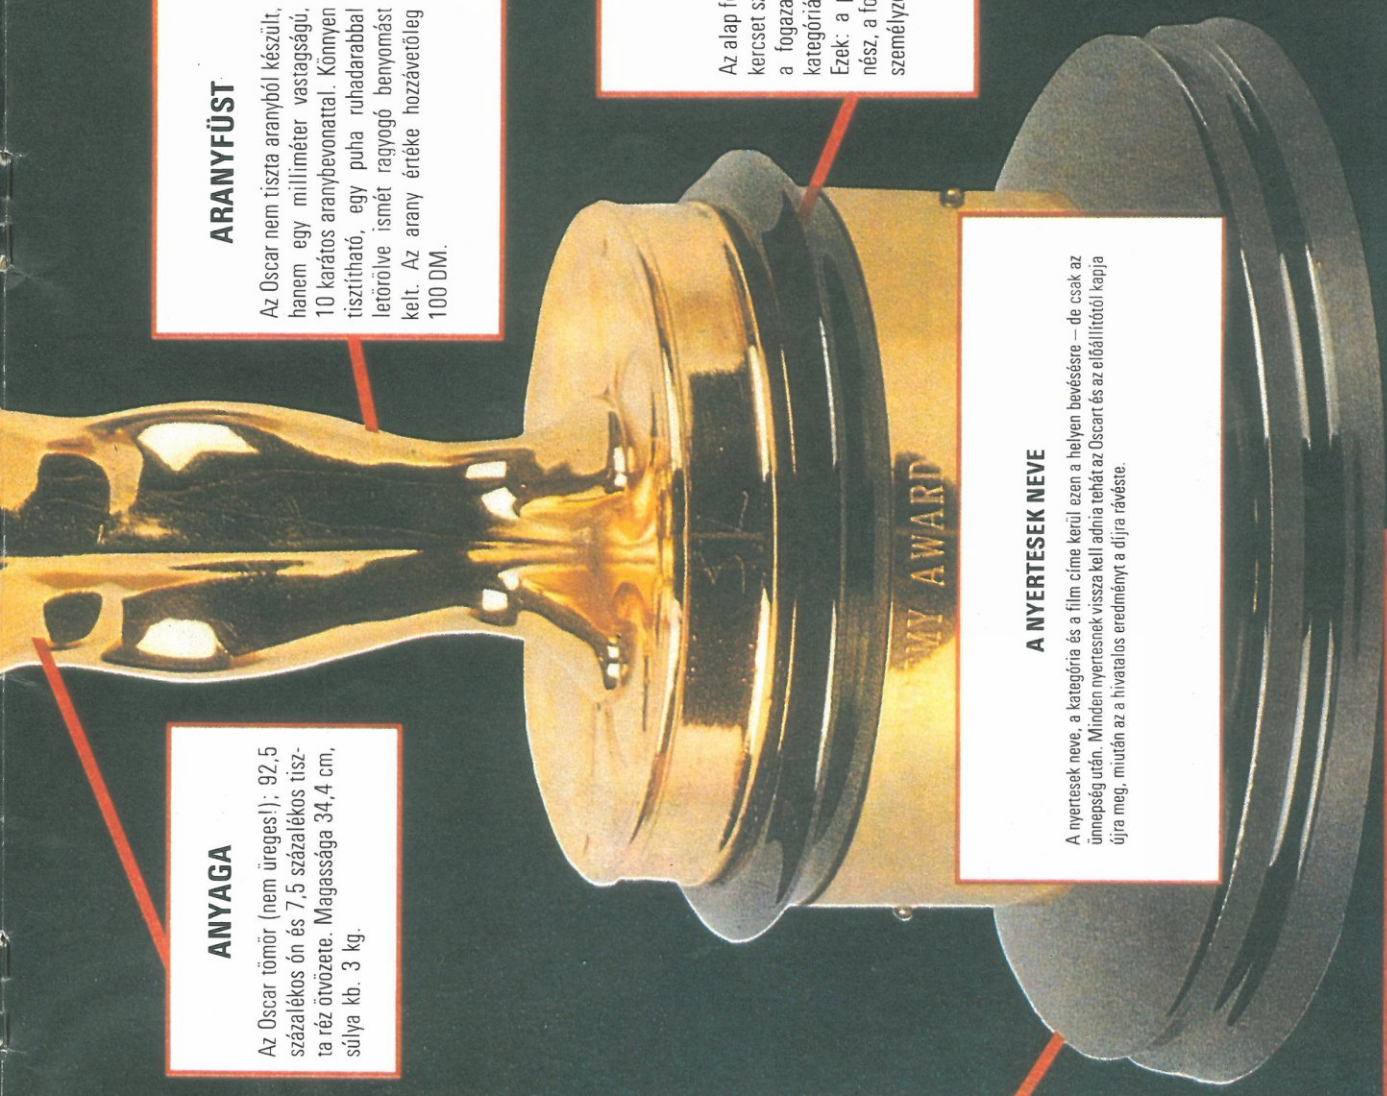 ANYAGA
Az Oscar tömör (nem üreges!); 92,5
százalékos ón és 7,5 százalékos tisz-
ta réz ötvözete. Magassága 34,4 cm,
súlya kb. 3 kg.
ARANYFÜST
Az Oscar nem tiszta aranyból készült,
hanem egy milliméter vastagságú,
10 karátos aranybevonattal. Könnyen
tisztítható, egy puha ruhadarabbal
letörölve ismét ragyogó benyomást
kelt. Az arany értéke hozzávetőleg
100 DM.
Az alap
kercset
a fogaza
kategóriá
Ezek: a
nész, a
személyz
MY AWARD
A NYERTESEK NEVE
A nyertesek neve, a kategória és a film címe kerül ezen a helyen bevésésre – de csak az
ünnepség után. Minden nyertesnek vissza kell adnia tehát az Oscart és az előállítótól kapja
újra meg, miután az a hivatalos eredményt a díjra rávéste.